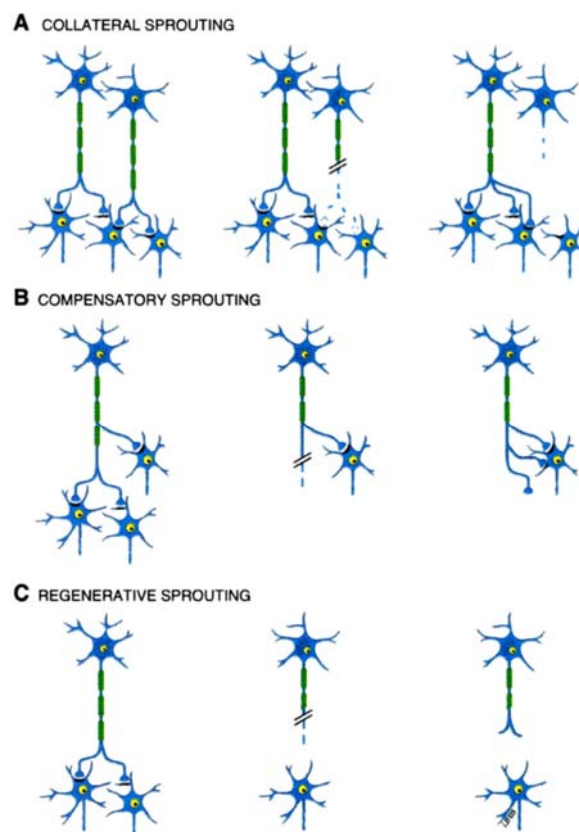 A COLLATERAL SPROUTING
B COMPENSATORY SPROUTING
C REGENERATIVE SPROUTING